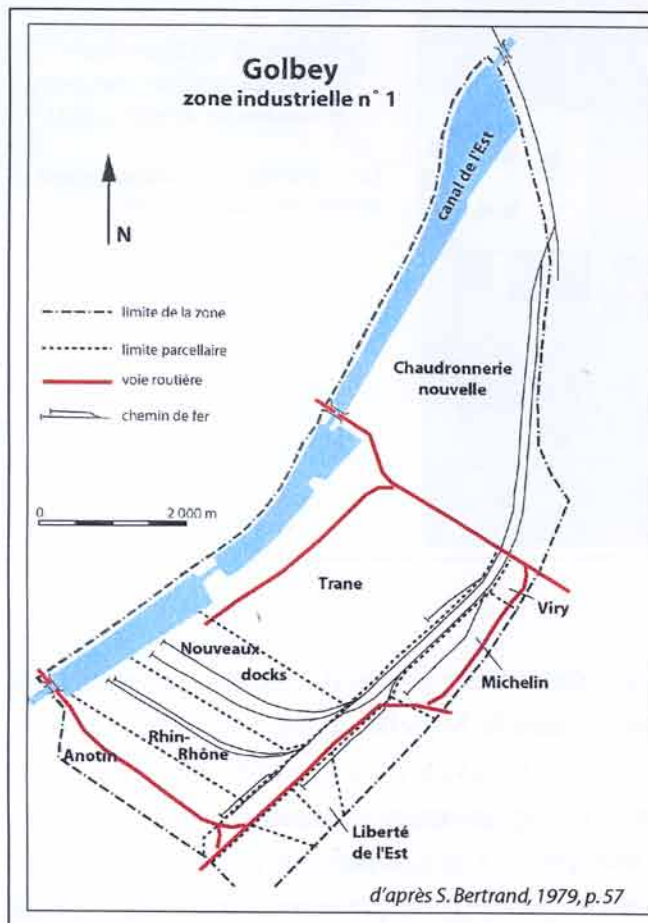 Golbey
zone industrielle n° 1
canal de l'Est
N
limite de la zone
limite parcellaire
voie routière
chemin de fer
0 2 000 m
Chaudronnerie
nouvelle
Trane
Viry
Nouveaux
docks
Michelin
Rhin-
Rhône
Anotin
Liberté
de l'Est
d'après S. Bertrand, 1979, p. 57